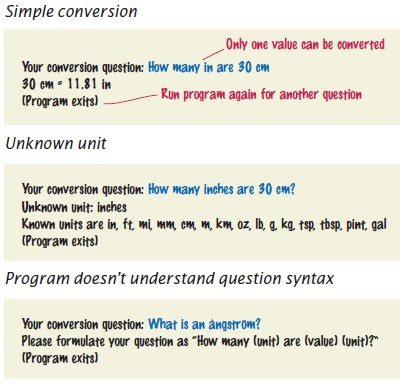 Simple conversion
Only one value can be converted
Your conversion question: How many in are 30 cm
30 cm = 11.81 in
(Program exits)
Run program again for another question
Unknown unit
Your conversion question: How many inches are 30 cm?
Unknown unit: inches
Known units are in, ft, mi, mm, cm, m, km, oz, lb, g, kg, tsp, tbsp, pint, gal
(Program exits)
Program doesn't understand question syntax
Your conversion question: What is an ångström?
Please formulate your question as "How many (unit) are (value) (unit)?"
(Program exits)